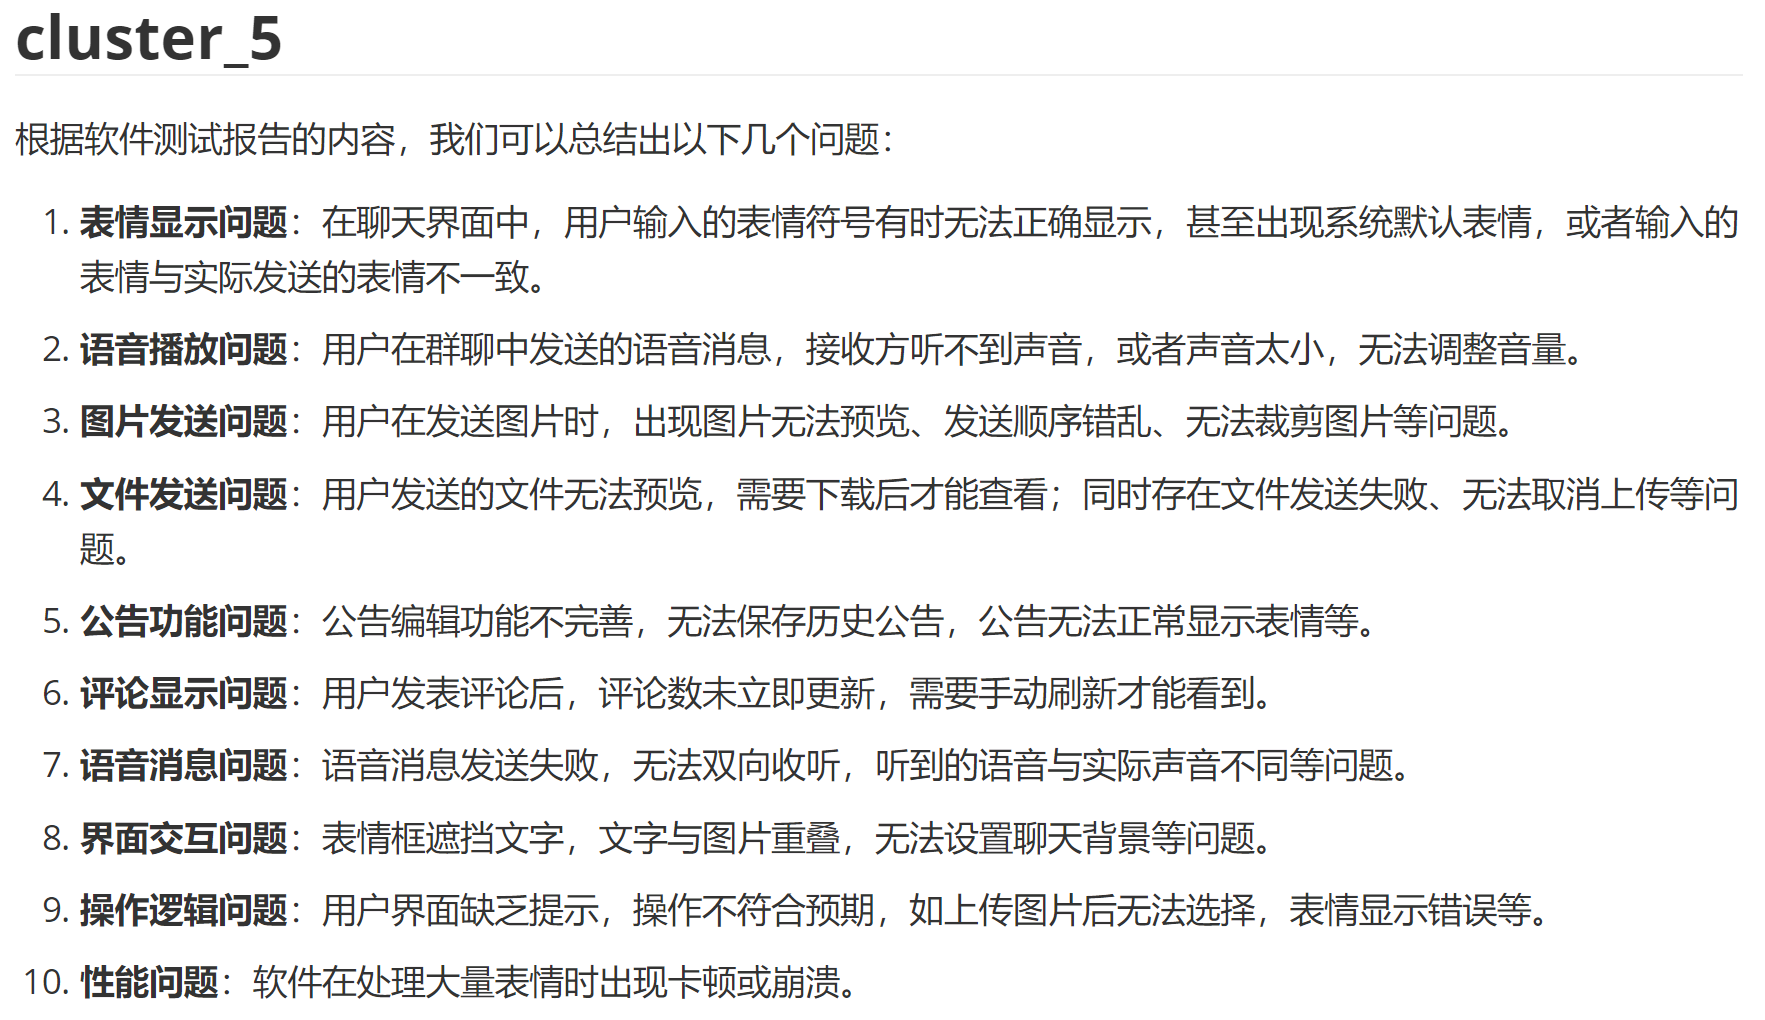 cluster_5
根据软件测试报告的内容，我们可以总结出以下几个问题：
1. 表情显示问题：在聊天界面中，用户输入的表情符号有时无法正确显示，甚至出现系统默认表情，或者输入的
表情与实际发送的表情不一致。
2. 语音播放问题：用户在群聊中发送的语音消息，接收方听不到声音，或者声音太小，无法调整音量。
3. 图片发送问题：用户在发送图片时，出现图片无法预览、发送顺序错乱、无法裁剪图片等问题。
4. 文件发送问题：用户发送的文件无法预览，需要下载后才能查看；同时存在文件发送失败、无法取消上传等问
题。
5. 公告功能问题：公告编辑功能不完善，无法保存历史公告，公告无法正常显示表情等。
6. 评论显示问题：用户发表评论后，评论数未立即更新，需要手动刷新才能看到。
7. 语音消息问题：语音消息发送失败，无法双向收听，听到的语音与实际声音不同等问题。
8. 界面交互问题：表情框遮挡文字，文字与图片重叠，无法设置聊天背景等问题。
9. 操作逻辑问题：用户界面缺乏提示，操作不符合预期，如上传图片后无法选择，表情显示错误等。
10. 性能问题：软件在处理大量表情时出现卡顿或崩溃。